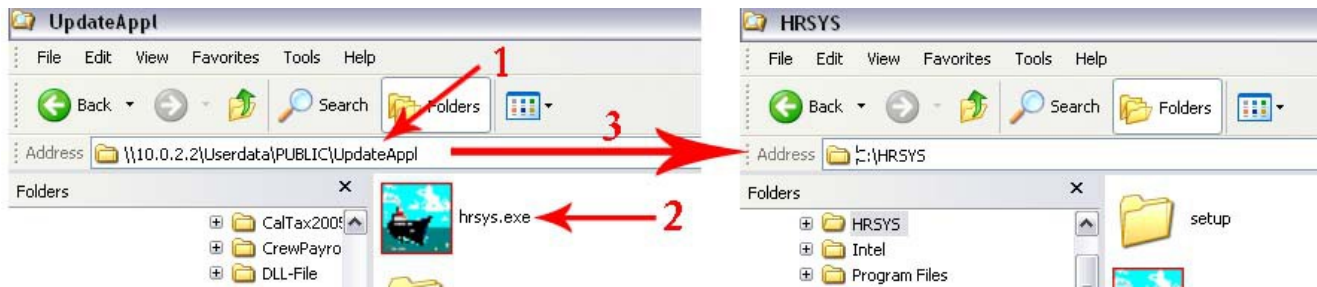 UpdateAppl
File Edit View Favorites Tools Help
1
Back Search Folders
Address \\10.0.2.2\Userdata\PUBLIC\UpdateAppl
3
Folders X
CalTax2005
CrewPayro
DLL-File
hrsys.exe
2
HRSYS
File Edit View Favorites Tools Help
Back Search Folders
Address C:\HRSYS
Folders X
HRSYS
Intel
Program Files
setup